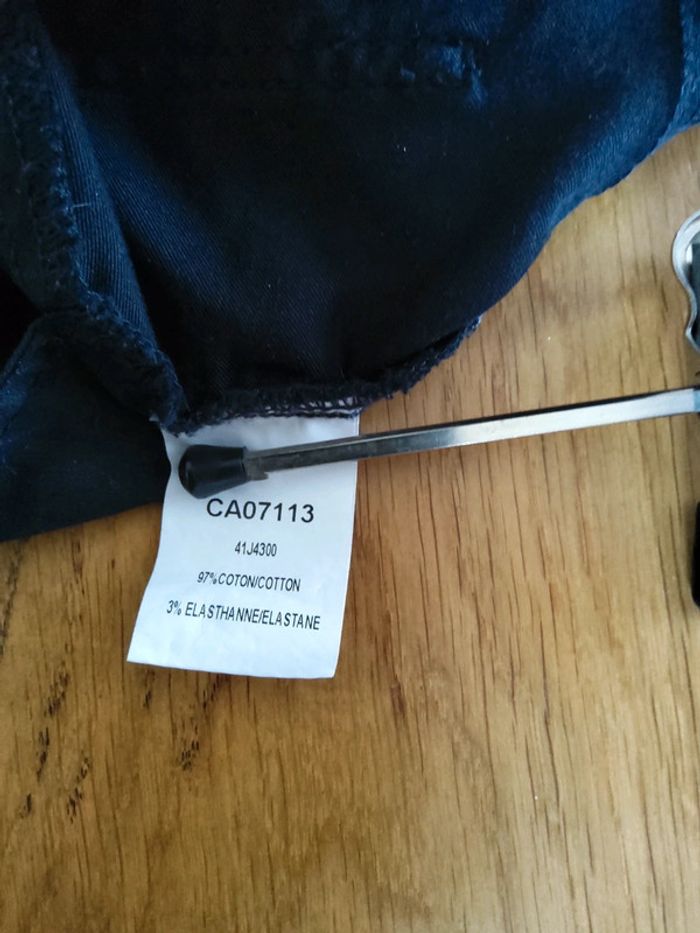 CA07113
41J4300
97%COTON/COTTON
3% ELASTHANNE/ELASTANE